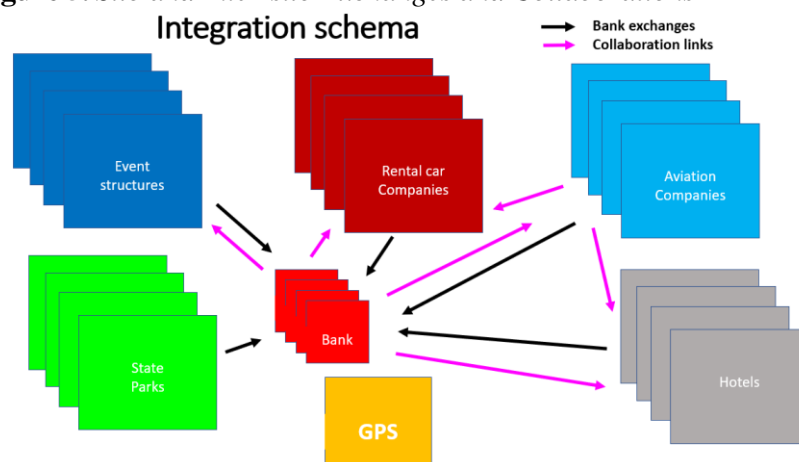 Integration schema
Bank exchanges
Collaboration links
Event
structures
Rental car
Companies
Aviation
Companies
State
Parks
Bank
Hotels
GPS